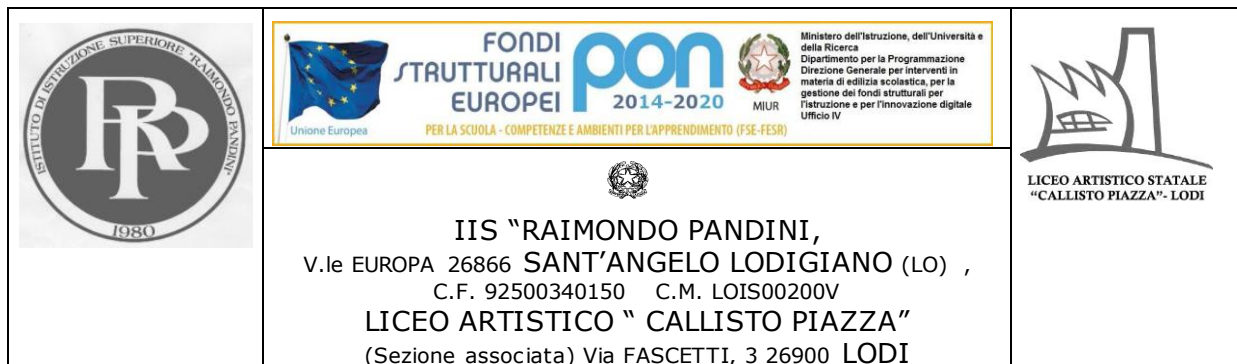 ISTITUTO DI ISTRUZIONE SUPERIORE "RAIMONDO PANDINI"
1980
Unione Europea
FONDI
STRUTTURALI
EUROPEI
pon
2014-2020
MIUR
Ministero dell'Istruzione, dell'Università e
della Ricerca
Dipartimento per la Programmazione
Direzione Generale per interventi in
materia di edilizia scolastica, per la
gestione dei fondi strutturali per
l'istruzione e per l'innovazione digitale
Ufficio IV
PER LA SCUOLA - COMPETENZE E AMBIENTI PER L'APPRENDIMENTO (FSE-FESR)
LICEO ARTISTICO STATALE
"CALLISTO PIAZZA"- LODI
IIS “RAIMONDO PANDINI,
V.le EUROPA 26866 SANT’ANGELO LODIGIANO (LO) ,
C.F. 92500340150 C.M. LOIS00200V
LICEO ARTISTICO “ CALLISTO PIAZZA”
(Sezione associata) Via FASCETTI, 3 26900 LODI